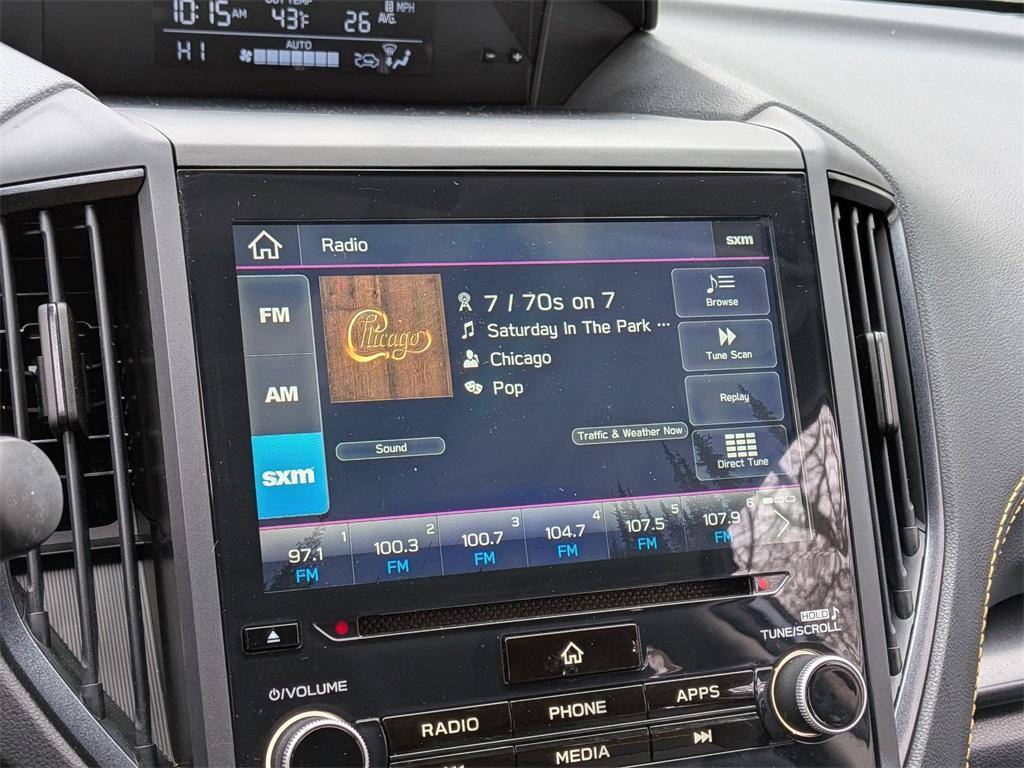 OUT TEMP
10:15AM 43°F 26 AVG. MPH
HI AUTO
- +
Radio
sxm
FM
AM
sxm
Chicago
7 / 70s on 7
Saturday In The Park ...
Chicago
Pop
Browse
Tune Scan
Replay
Direct Tune
Sound
Traffic & Weather Now
1 2 3 4 5 6
97.1 100.3 100.7 104.7 107.5 107.9
FM FM FM FM FM FM
HOLD
TUNE/SCROLL
/VOLUME
RADIO PHONE APPS
MEDIA